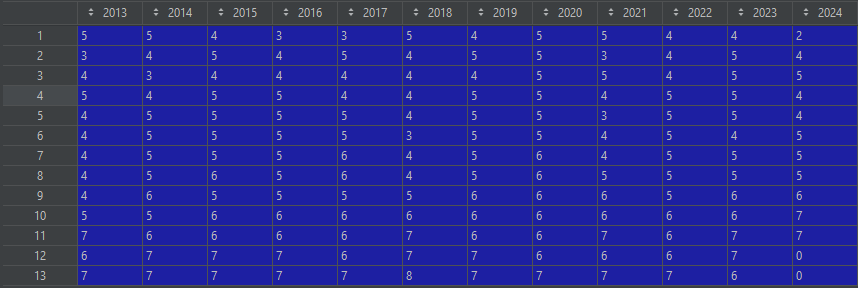 2013 2014 2015 2016 2017 2018 2019 2020 2021 2022 2023 2024
1 5 5 4 3 3 5 4 5 5 4 4 2
2 3 4 5 4 5 4 5 5 3 4 5 4
3 4 3 4 4 4 4 4 5 5 4 5 4
4 5 4 5 5 4 4 5 5 4 5 5 4
5 4 5 5 5 5 4 5 5 3 5 5 4
6 4 5 5 5 5 3 5 5 4 5 4 5
7 4 5 5 5 6 4 5 6 4 5 5 5
8 4 5 6 5 6 4 5 6 5 5 5 5
9 4 6 5 5 5 5 6 6 6 5 6 6
10 5 5 6 6 6 6 6 6 6 6 6 7
11 7 6 6 6 6 7 6 6 7 6 7 7
12 6 7 7 7 6 7 7 6 6 6 7 0
13 7 7 7 7 7 8 7 7 7 7 6 0